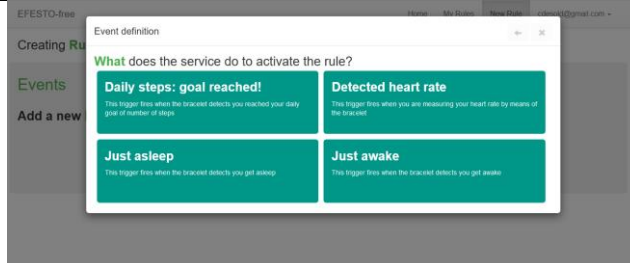 EFESTO-free
Home My Rules New Rule
Event definition
Creating Ru
What does the service do to activate the rule?
Events
Add a new
Daily steps: goal reached!
This trigger fires when the bracelet detects you reached your daily
goal of number of steps
Detected heart rate
This trigger fires when you are measuring your heart rate by means of
the bracelet
Just asleep
This trigger fires when the bracelet detects you get asleep
Just awake
This trigger fires when the bracelet detects you get awake